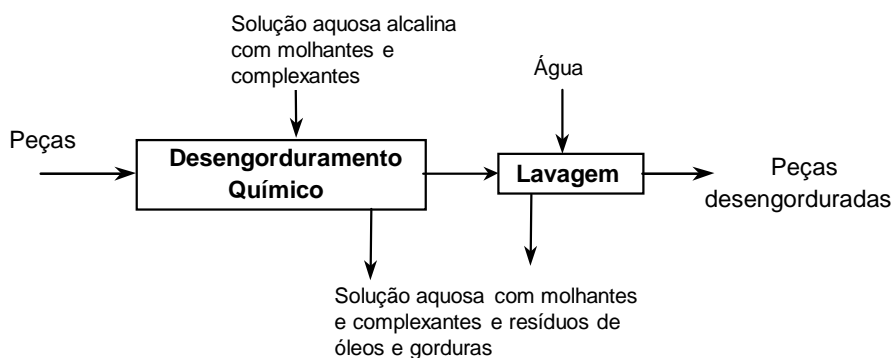 Solução aquosa alcalina
com molhantes e
complexantes
Água
Peças
Desengorduramento
Químico
Lavagem
Peças
desengorduradas
Solução aquosa com molhantes
e complexantes e resíduos de
óleos e gorduras